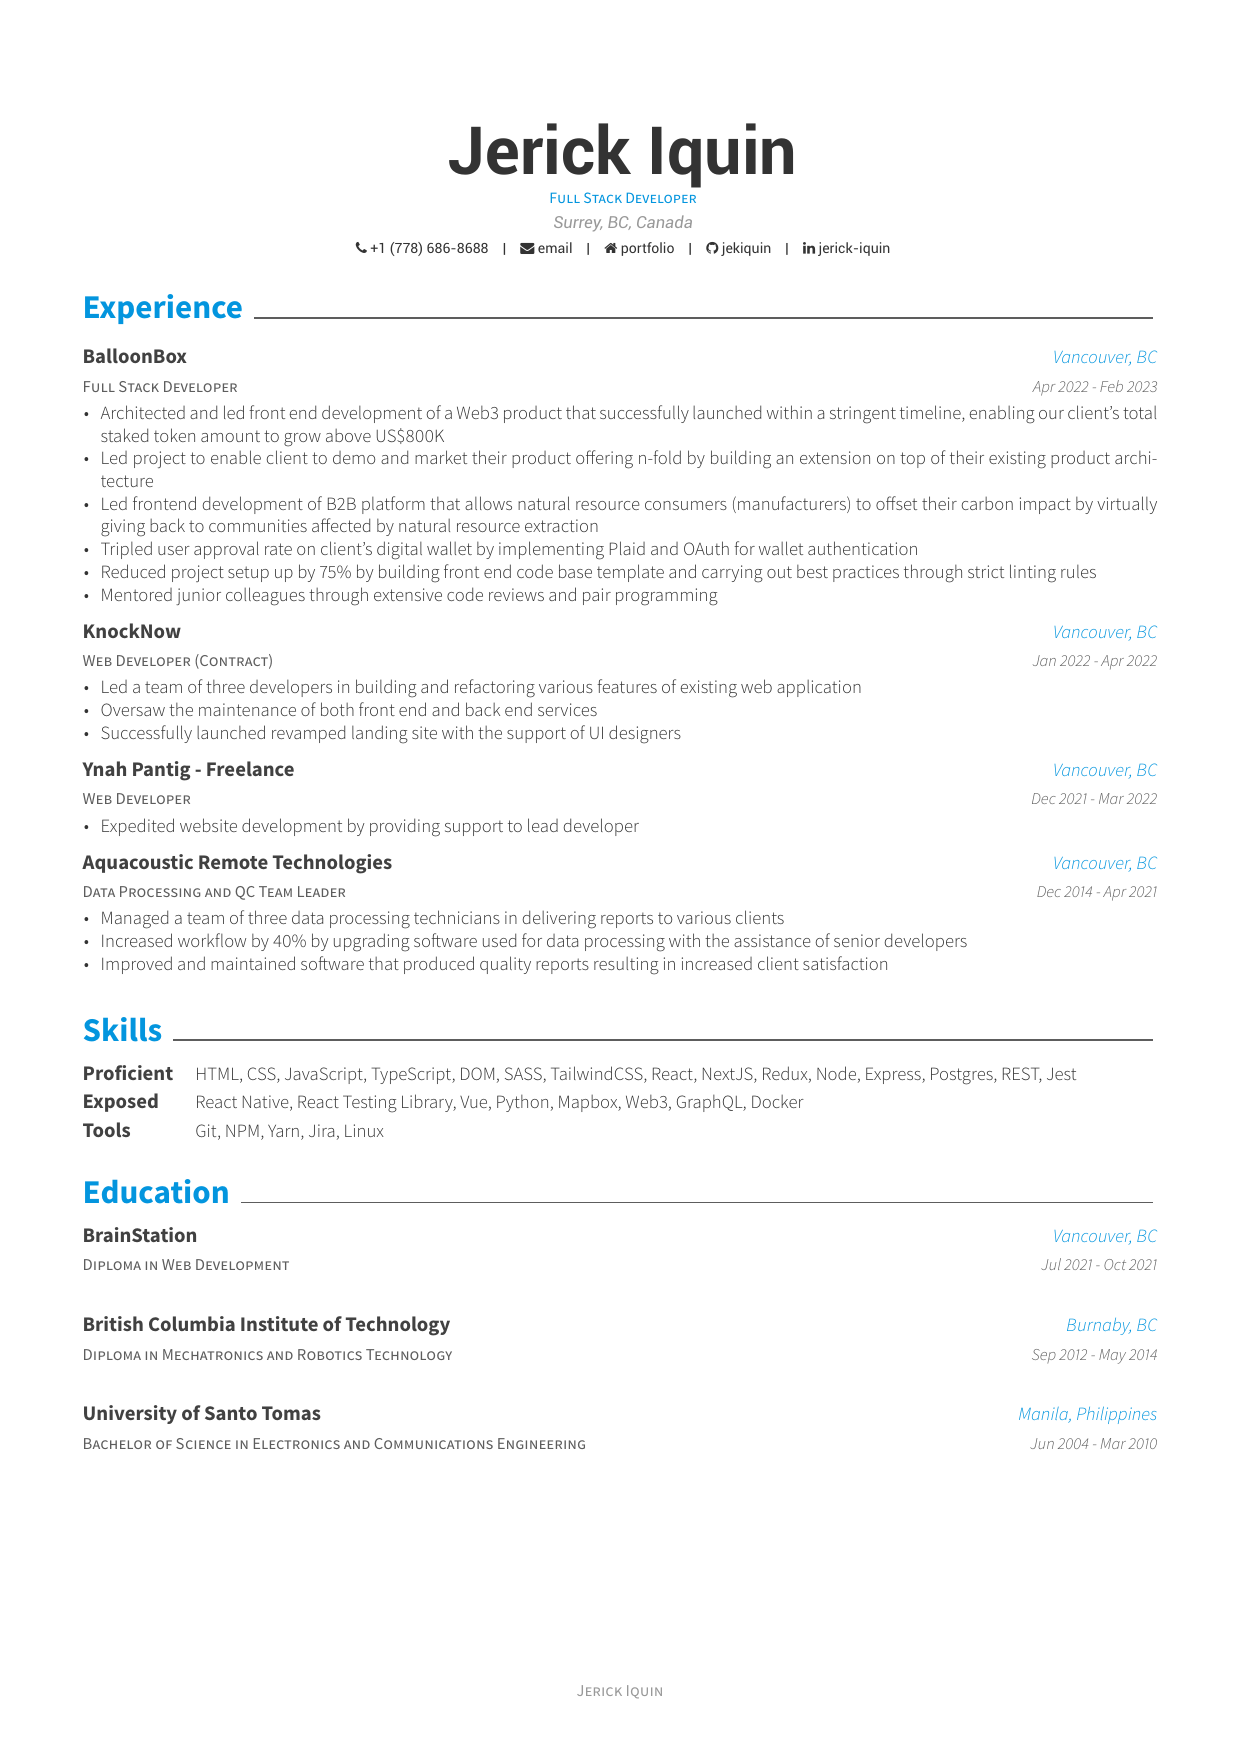 Jerick Iquin
Full Stack Developer
Surrey, BC, Canada
+1 (778) 686-8688 | email | portfolio | jekiquin | jerick-iquin
Experience
BalloonBox Vancouver, BC
Full Stack Developer Apr 2022 - Feb 2023
• Architected and led front end development of a Web3 product that successfully launched within a stringent timeline, enabling our client’s total
staked token amount to grow above US$800K
• Led project to enable client to demo and market their product offering n-fold by building an extension on top of their existing product archi-
tecture
• Led frontend development of B2B platform that allows natural resource consumers (manufacturers) to offset their carbon impact by virtually
giving back to communities affected by natural resource extraction
• Tripled user approval rate on client’s digital wallet by implementing Plaid and OAuth for wallet authentication
• Reduced project setup up by 75% by building front end code base template and carrying out best practices through strict linting rules
• Mentored junior colleagues through extensive code reviews and pair programming
KnockNow Vancouver, BC
Web Developer (Contract) Jan 2022 - Apr 2022
• Led a team of three developers in building and refactoring various features of existing web application
• Oversaw the maintenance of both front end and back end services
• Successfully launched revamped landing site with the support of UI designers
Ynah Pantig - Freelance Vancouver, BC
Web Developer Dec 2021 - Mar 2022
• Expedited website development by providing support to lead developer
Aquacoustic Remote Technologies Vancouver, BC
Data Processing and QC Team Leader Dec 2014 - Apr 2021
• Managed a team of three data processing technicians in delivering reports to various clients
• Increased workflow by 40% by upgrading software used for data processing with the assistance of senior developers
• Improved and maintained software that produced quality reports resulting in increased client satisfaction
Skills
Proficient HTML, CSS, JavaScript, TypeScript, DOM, SASS, TailwindCSS, React, NextJS, Redux, Node, Express, Postgres, REST, Jest
Exposed React Native, React Testing Library, Vue, Python, Mapbox, Web3, GraphQL, Docker
Tools Git, NPM, Yarn, Jira, Linux
Education
BrainStation Vancouver, BC
Diploma in Web Development Jul 2021 - Oct 2021
British Columbia Institute of Technology Burnaby, BC
Diploma in Mechatronics and Robotics Technology Sep 2012 - May 2014
University of Santo Tomas Manila, Philippines
Bachelor of Science in Electronics and Communications Engineering Jun 2004 - Mar 2010
Jerick Iquin